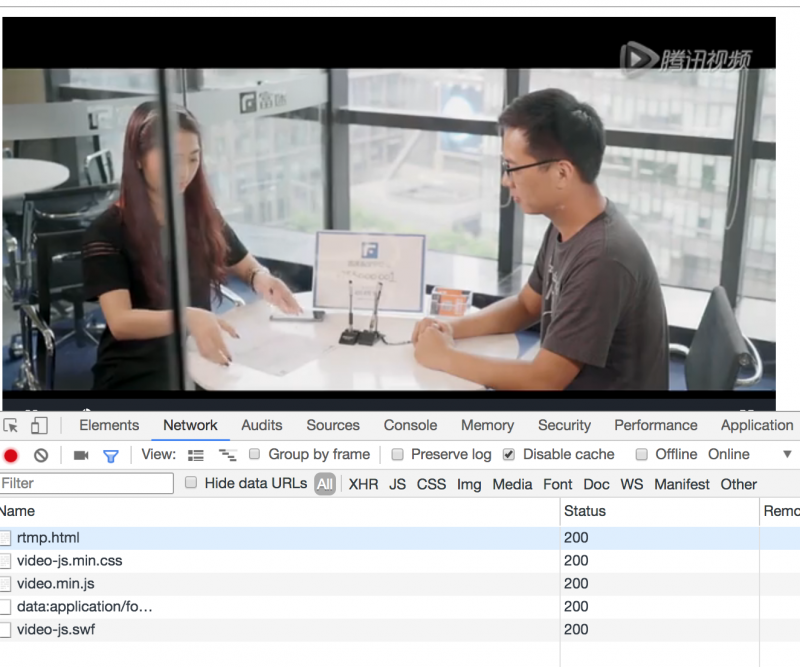 腾讯视频
富途
Elements Network Audits Sources Console Memory Security Performance Application
View: Group by frame Preserve log Disable cache Offline Online
Filter Hide data URLs All XHR JS CSS Img Media Font Doc WS Manifest Other
Name Status Remo
rtmp.html 200
video-js.min.css 200
video.min.js 200
data:application/fo… 200
video-js.swf 200